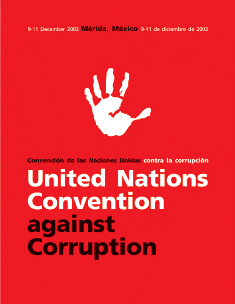 9-11 December 2003 Mérida, México 9-11 de diciembre de 2003
Convención de las Naciones Unidas contra la corrupción
United Nations
Convention
against
Corruption